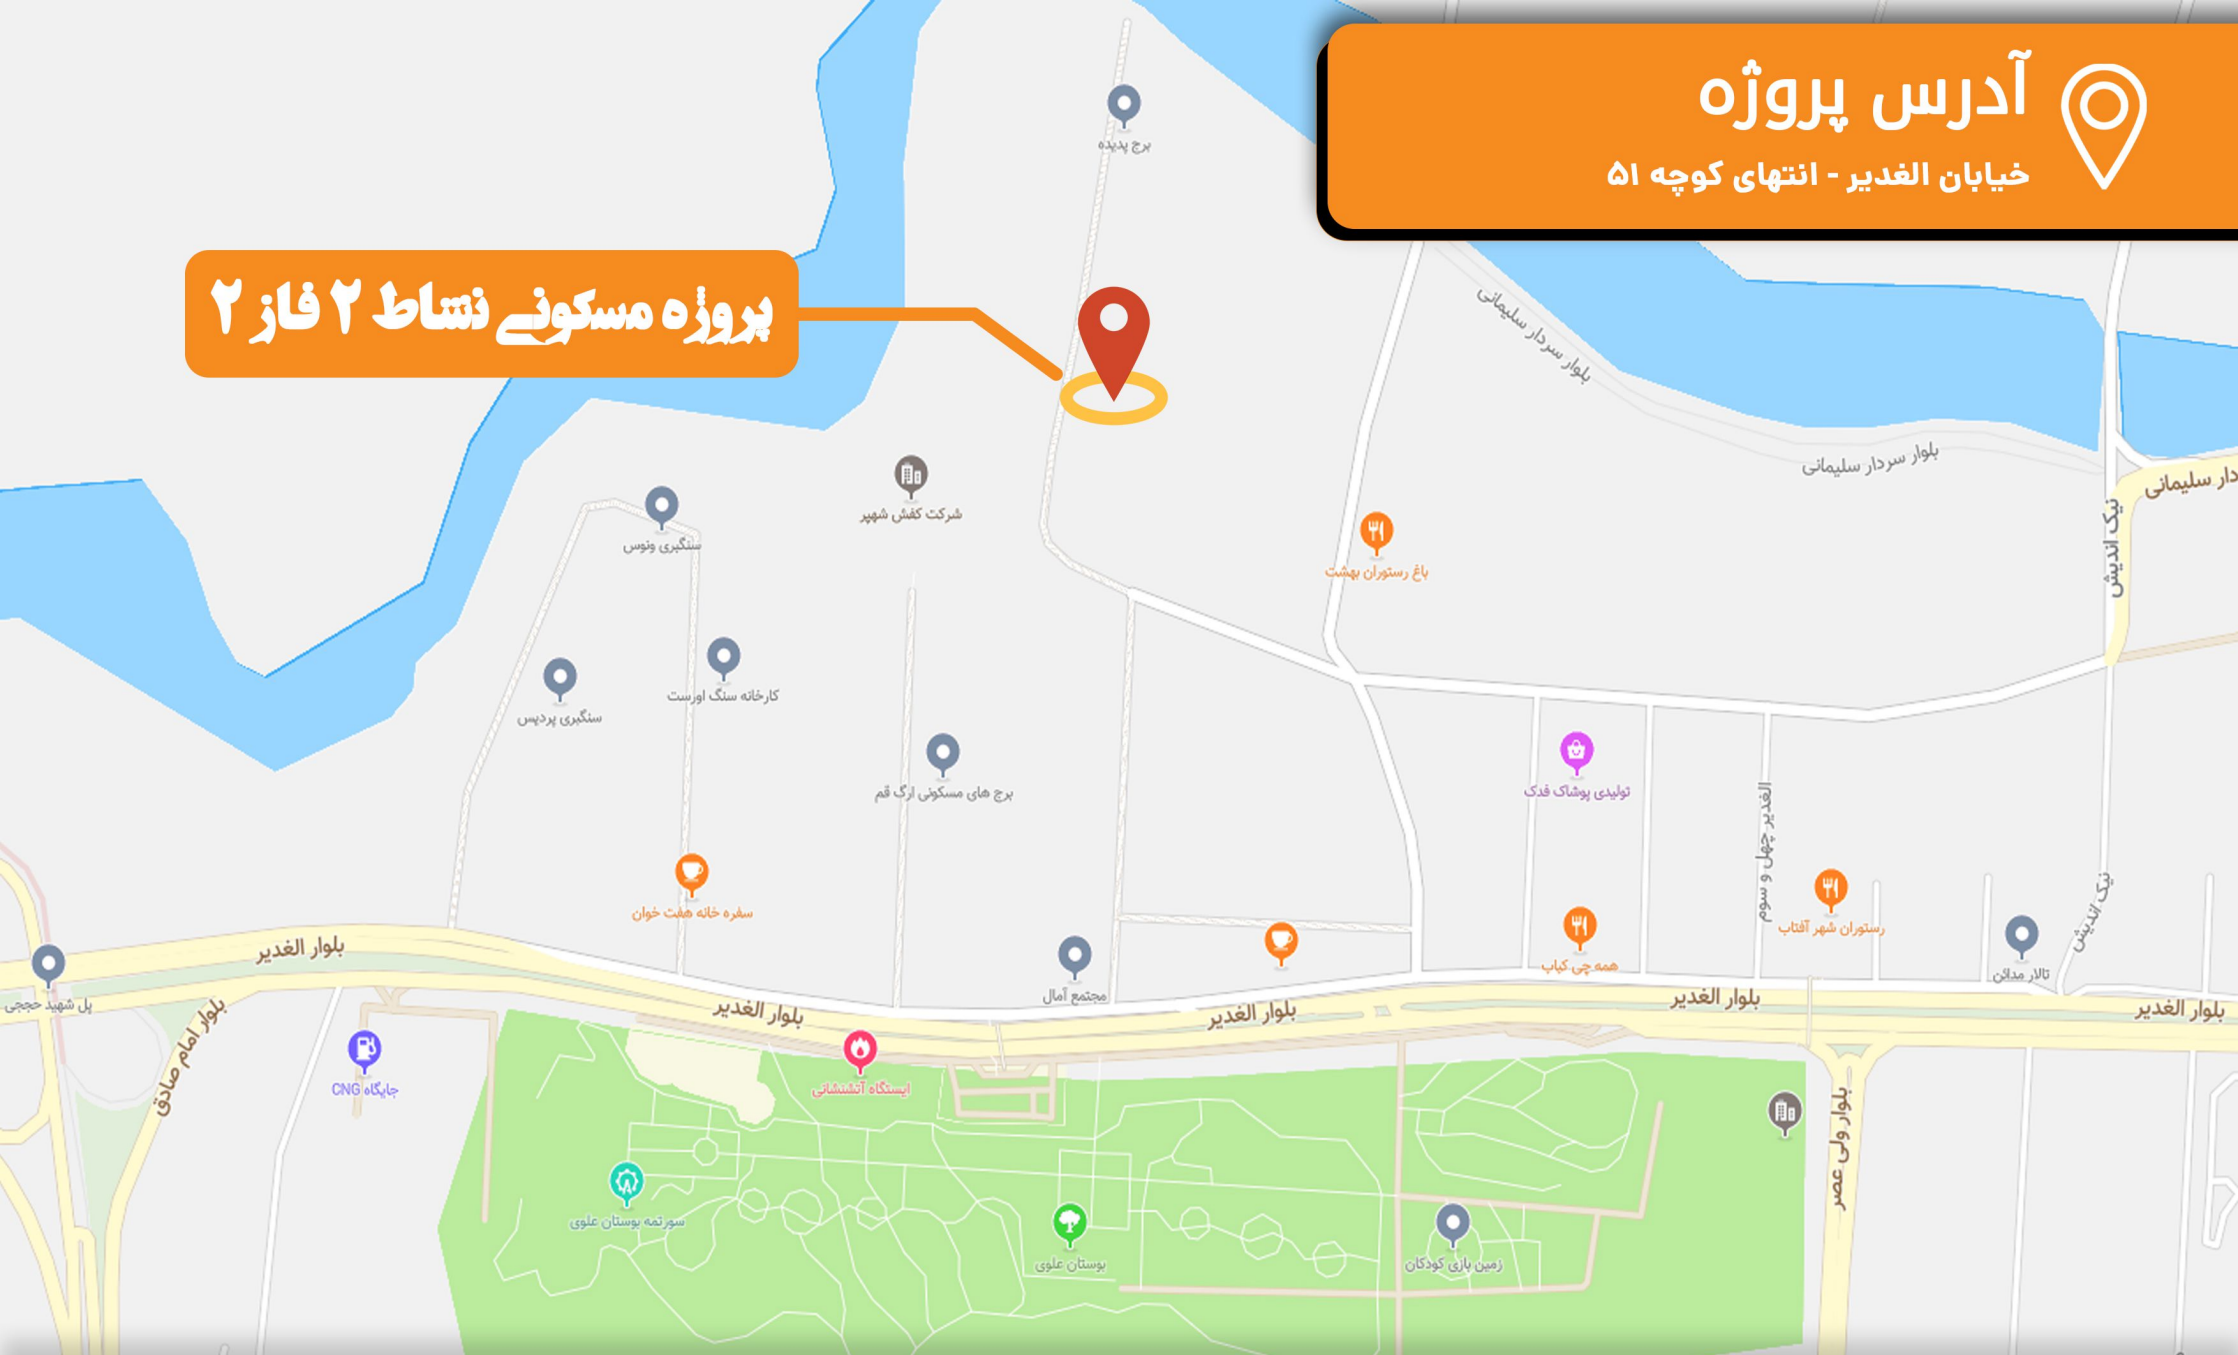 آدرس پروژه
خیابان الغدیر - انتهای کوچه ۵۱
برج پدیده
پروژه مسکونی نشاط ۲ فاز ۲
بلوار سردار سلیمانی
بلوار سردار سلیمانی
دار سلیمانی
نیک اندیش
شرکت کفش شهپر
سنگبری ونوس
باغ رستوران بهشت
کارخانه سنگ اورست
سنگبری پردیس
برج های مسکونی ارگ قم
تولیدی پوشاک فدک
الغدیر چهل و سوم
نیک اندیش
سفره خانه هفت خوان
رستوران شهر آفتاب
همه چی کباب
تالار مدائن
مجتمع آمال
بلوار الغدیر
بلوار الغدیر
بلوار الغدیر
بلوار الغدیر
بلوار الغدیر
پل شهید حججی
بلوار امام صادق
جایگاه CNG
ایستگاه آتشنشانی
بلوار ولی عصر
سورتمه بوستان علوی
بوستان علوی
زمین بازی کودکان